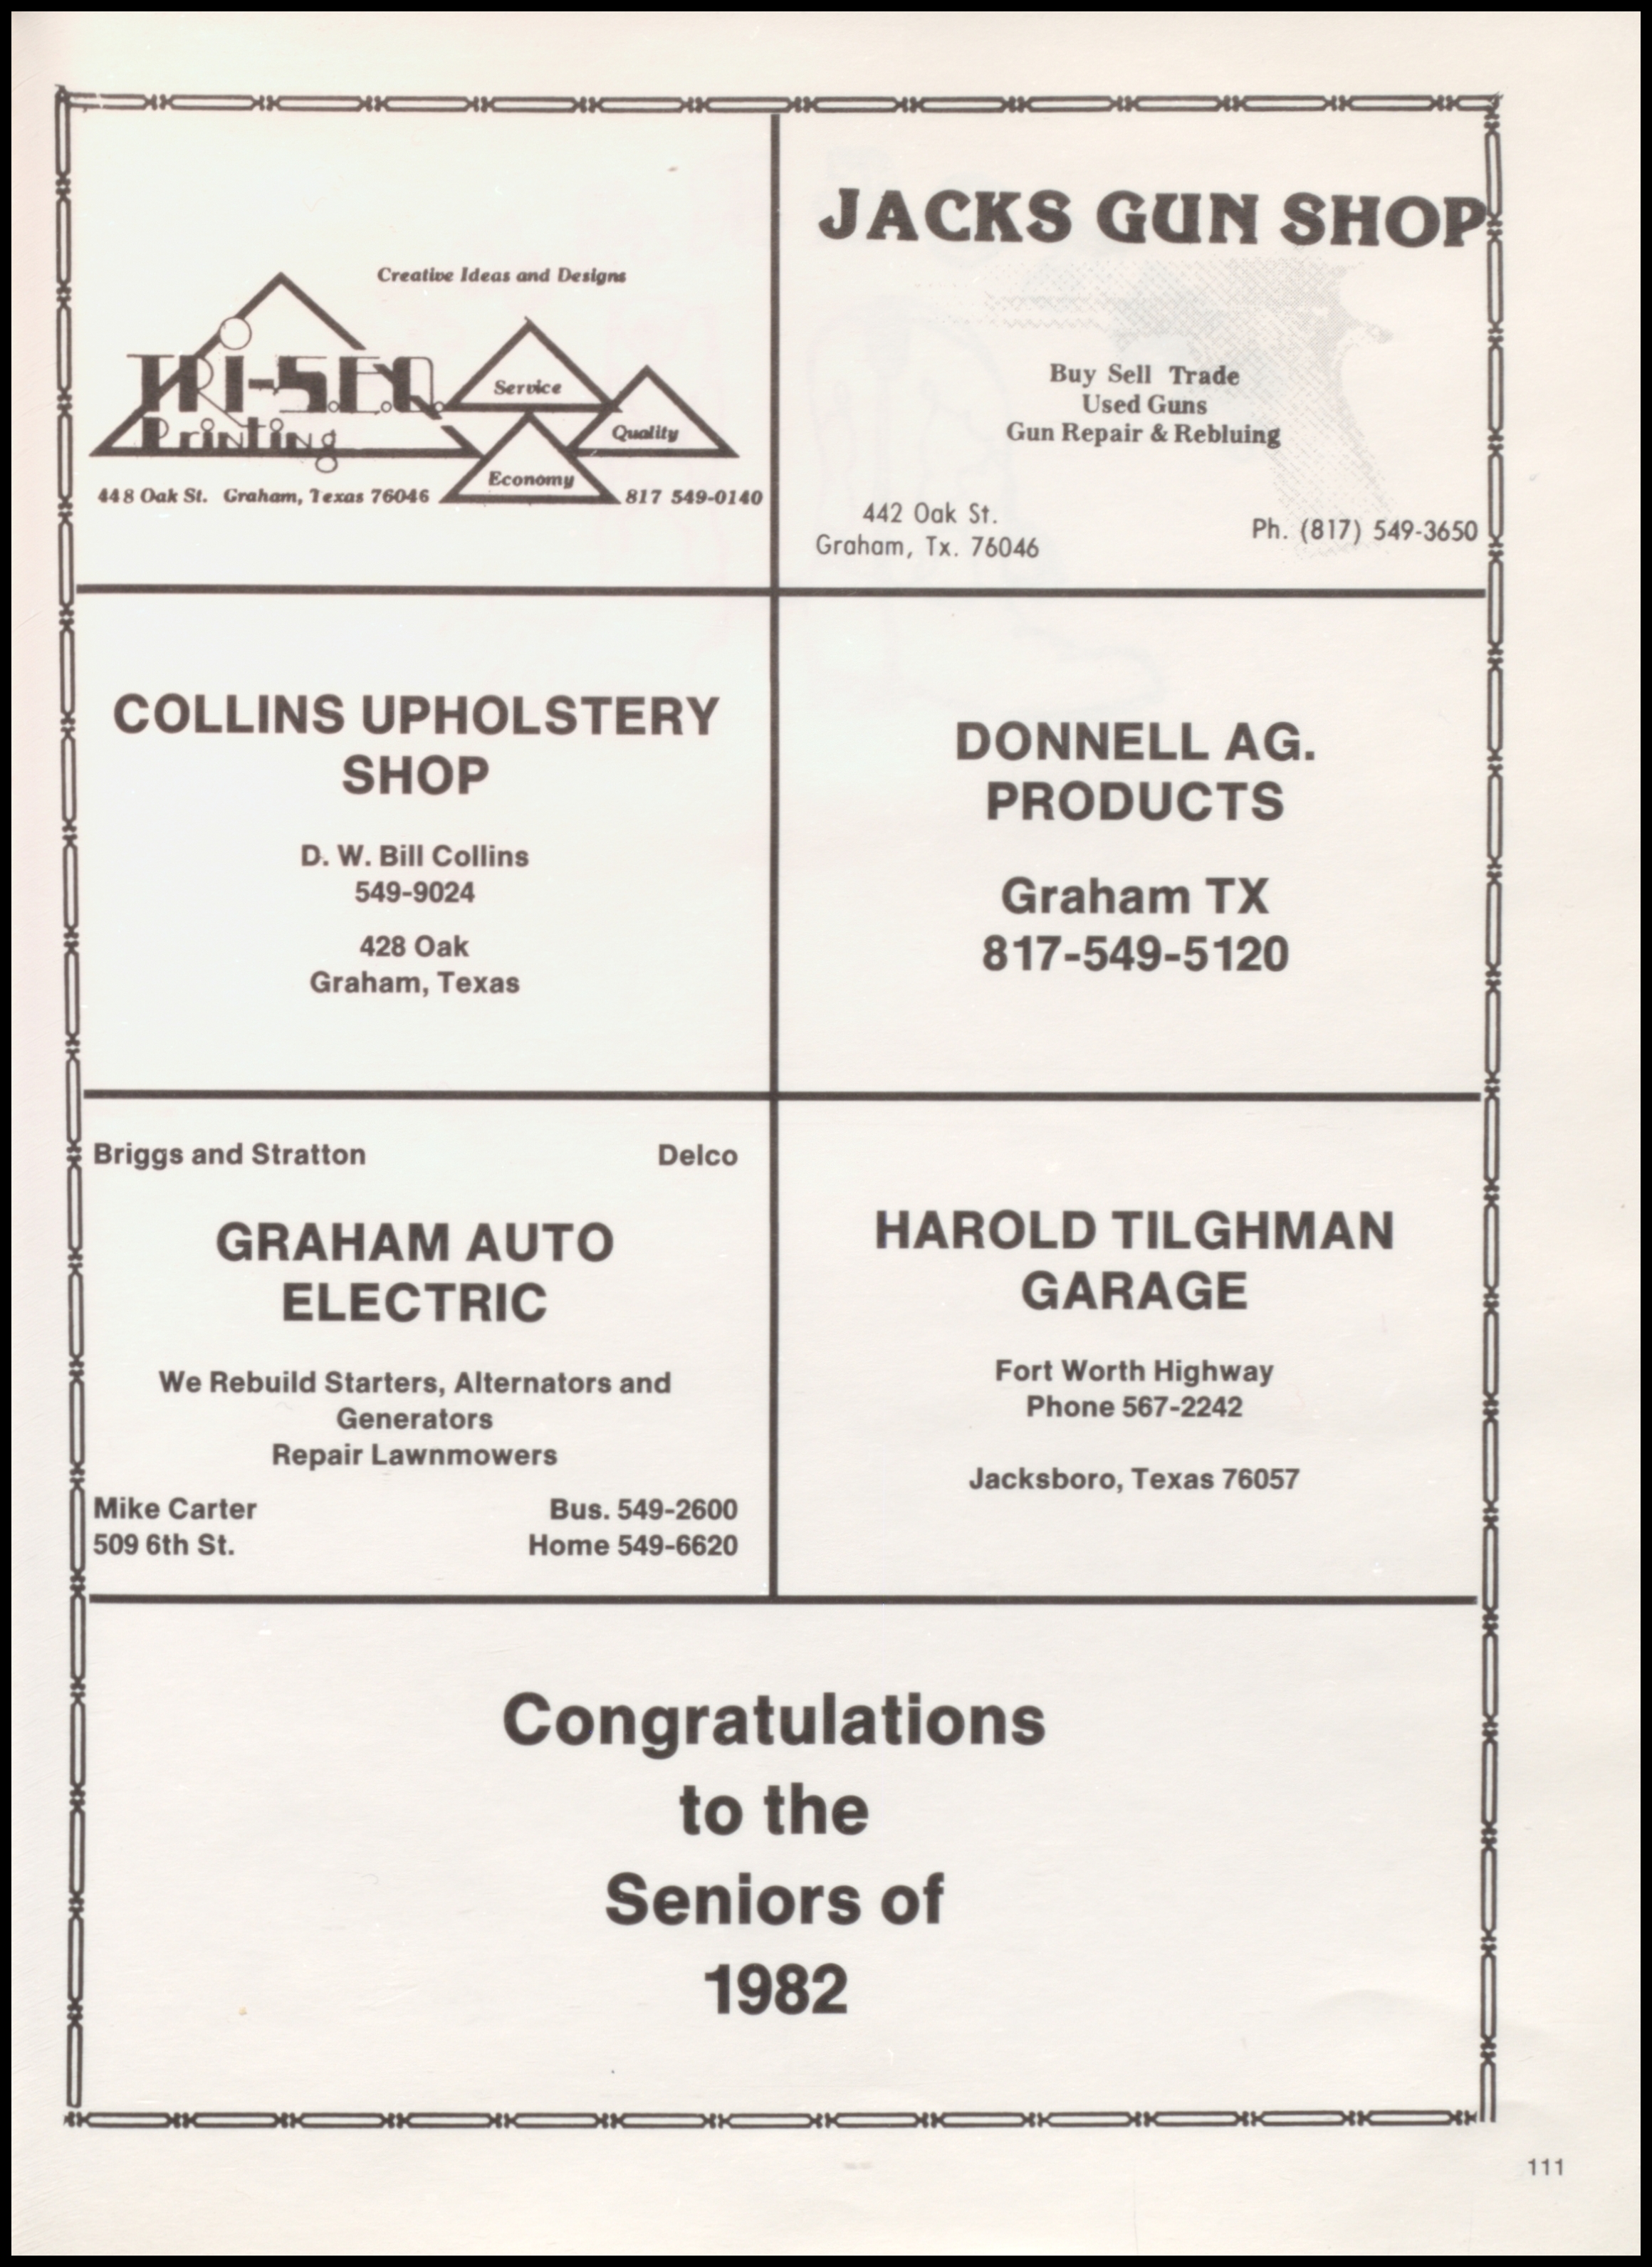 Creative Ideas and Designs
TRi-S.E.Q.
Printing
Service
Quality
Economy
448 Oak St. Graham, Texas 76046
817 549-0140
JACKS GUN SHOP
Buy Sell Trade
Used Guns
Gun Repair & Rebluing
442 Oak St.
Graham, Tx. 76046
Ph. (817) 549-3650
COLLINS UPHOLSTERY
SHOP
D. W. Bill Collins
549-9024
428 Oak
Graham, Texas
DONNELL AG.
PRODUCTS
Graham TX
817-549-5120
Briggs and Stratton Delco
GRAHAM AUTO
ELECTRIC
We Rebuild Starters, Alternators and
Generators
Repair Lawnmowers
Mike Carter Bus. 549-2600
509 6th St. Home 549-6620
HAROLD TILGHMAN
GARAGE
Fort Worth Highway
Phone 567-2242
Jacksboro, Texas 76057
Congratulations
to the
Seniors of
1982
111